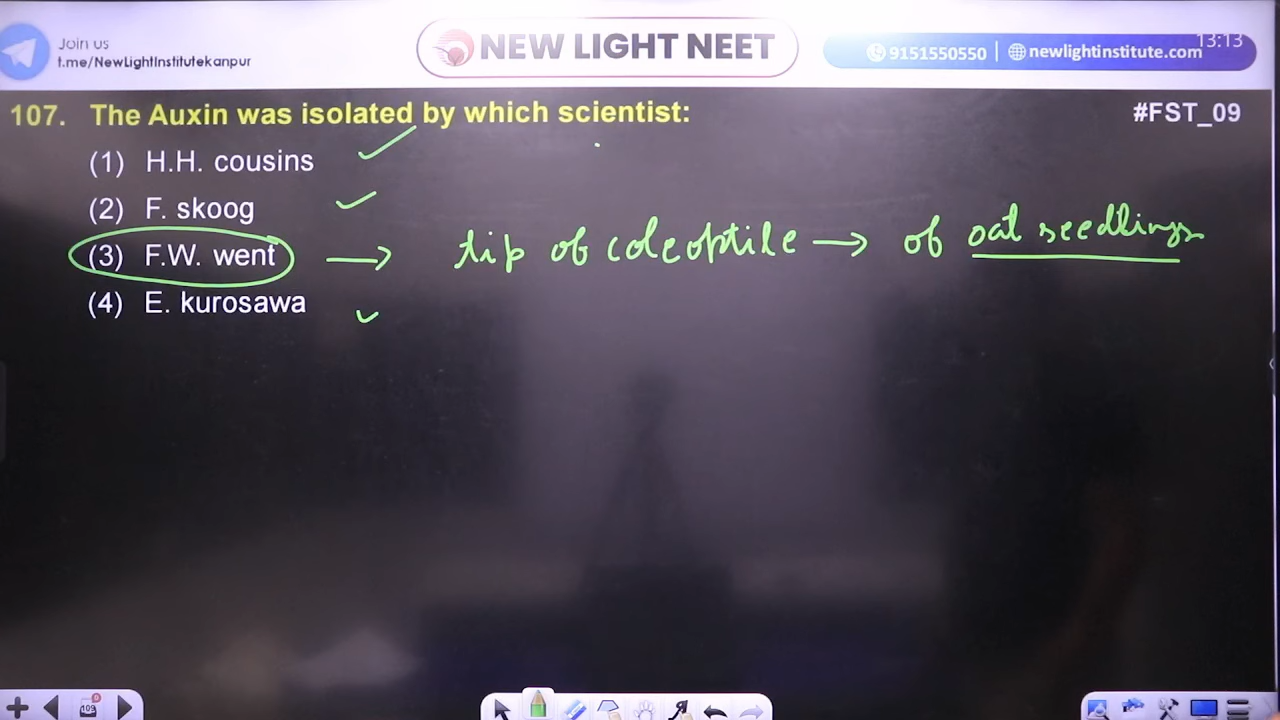 Join us
t.me/NewLightInstitutekanpur
NEW LIGHT NEET
9151550550 | newlightinstitute.com
13:13
107. The Auxin was isolated by which scientist:
#FST_09
(1) H.H. cousins
(2) F. skoog
(3) F.W. went → tip of coleoptile → of oat seedlings
(4) E. kurosawa
109